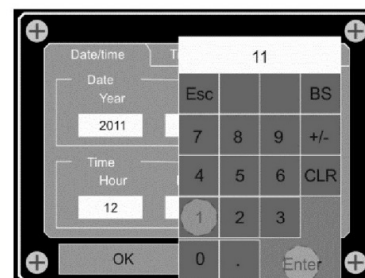 Date/time Ti
11
Date
Year
2011
Time
Hour
12
OK
Esc BS
7 8 9 +/-
4 5 6 CLR
1 2 3
0 . Enter